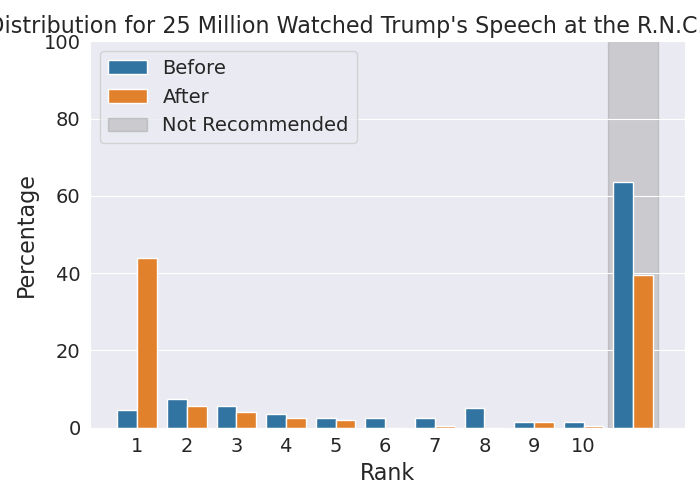 Distribution for 25 Million Watched Trump's Speech at the R.N.C.
100
80
60
40
20
0
Percentage
Before
After
Not Recommended
1 2 3 4 5 6 7 8 9 10
Rank